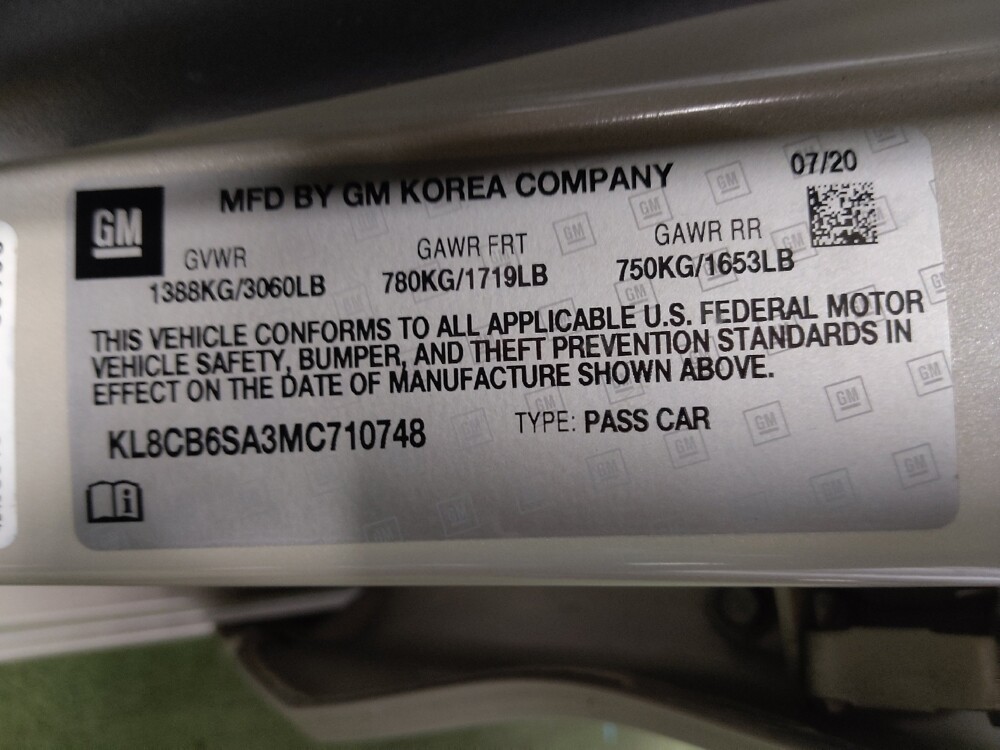 GM
MFD BY GM KOREA COMPANY
07/20
GVWR
GAWR FRT
GAWR RR
1388KG/3060LB
780KG/1719LB
750KG/1653LB
THIS VEHICLE CONFORMS TO ALL APPLICABLE U.S. FEDERAL MOTOR
VEHICLE SAFETY, BUMPER, AND THEFT PREVENTION STANDARDS IN
EFFECT ON THE DATE OF MANUFACTURE SHOWN ABOVE.
KL8CB6SA3MC710748
TYPE: PASS CAR